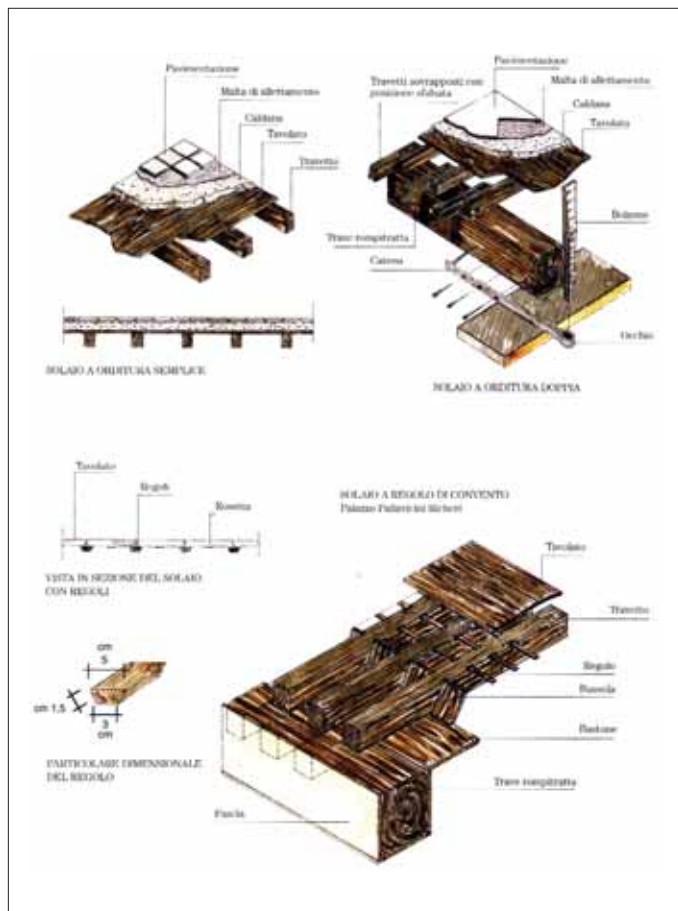 Pavimentazione
Malta di allettamento
Caldana
Tavolato
Travetto
SOLAIO A ORDITURA SEMPLICE
Pavimentazione
Travetti sovrapposti con
posizione sfalsata
Malta di allettamento
Caldana
Tavolato
Bolzone
Trave rompitratta
Catena
Occhio
SOLAIO A ORDITURA DOPPIA
Tavolato
Regoli
VISTA IN SEZIONE DEL SOLAIO
CON REGOLI
cm
5
cm 1,5
3
cm
PARTICOLARE DIMENSIONALE
DEL REGOLO
SOLAIO A REGOLO DI CONVENTO
Palazzo Pallavicini
Tavolato
Travetto
Regolo
Bussola
Trave rompitratta
Fascia